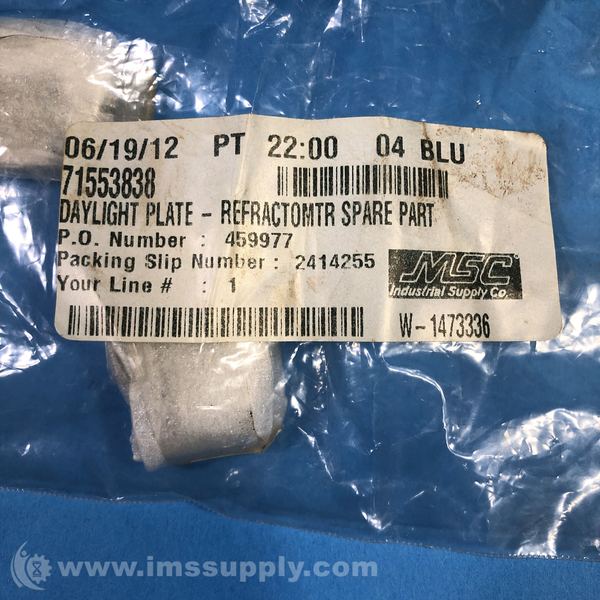 06/19/12 PT 22:00 04 BLU
71553838
DAYLIGHT PLATE - REFRACTOMTR SPARE PART
P.O. Number : 459977
Packing Slip Number : 2414255
Your Line # : 1
MSC
Industrial Supply Co.
W-1473336
www.imssupply.com